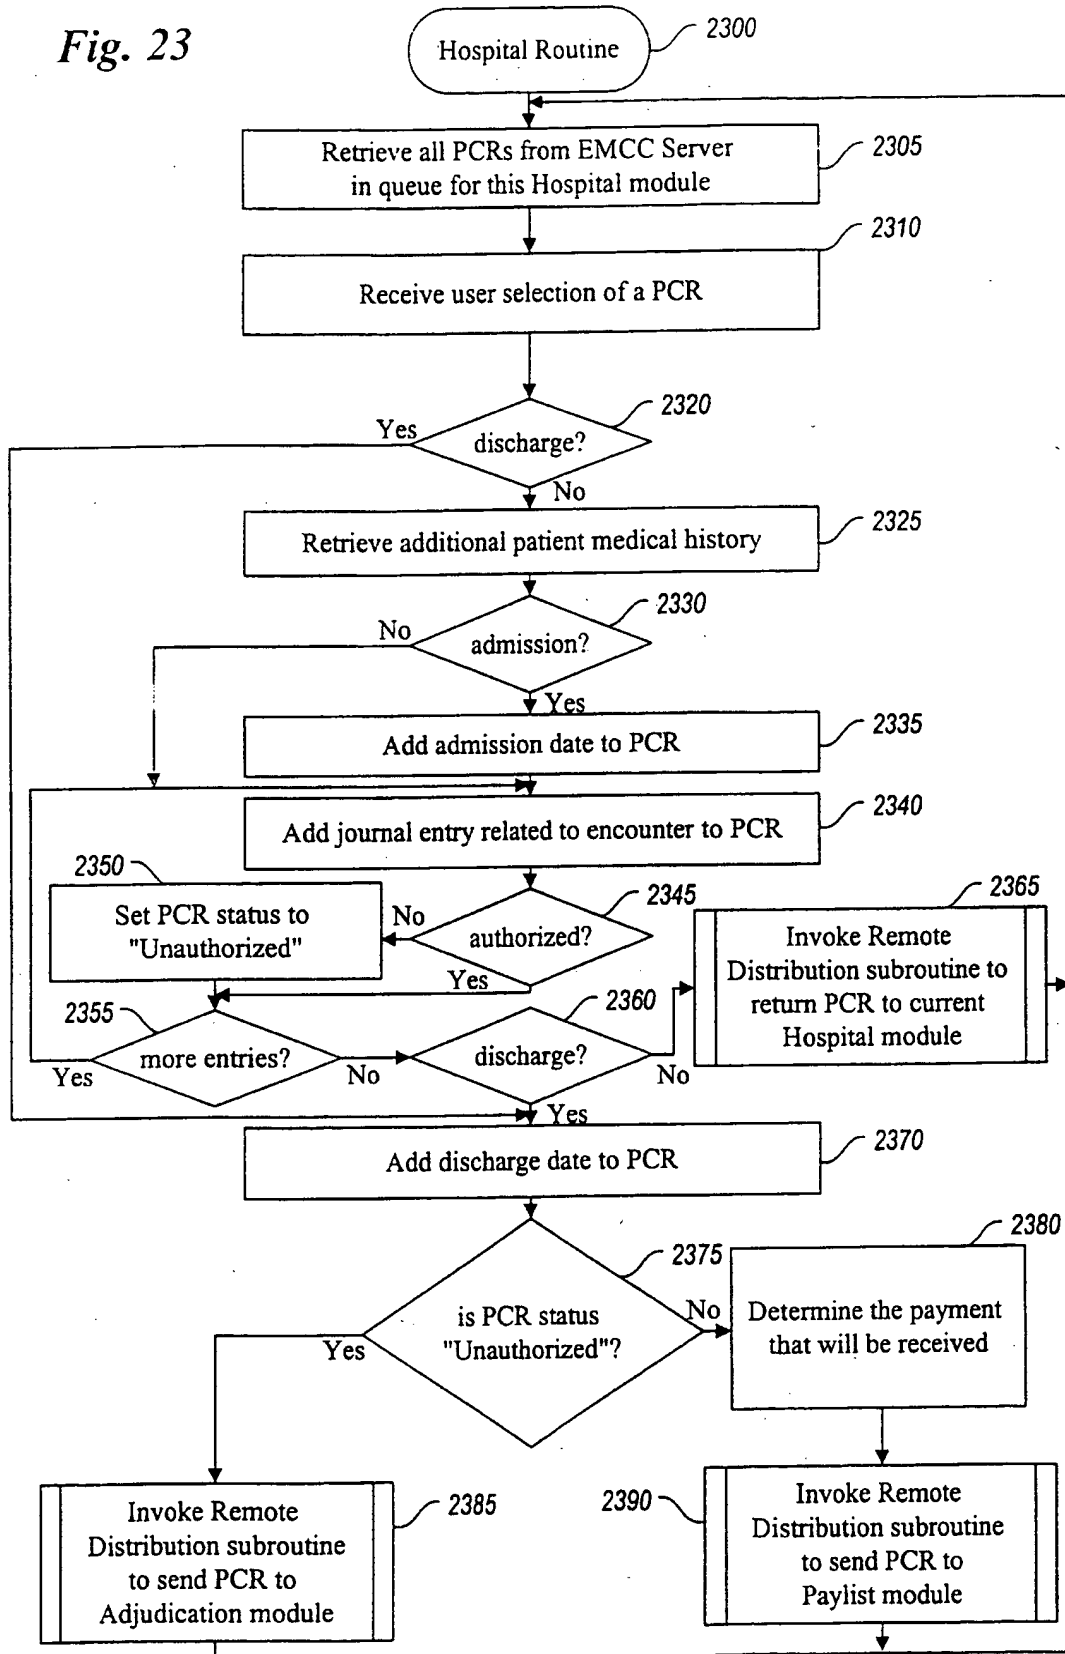 Fig. 23
Hospital Routine
2300
Retrieve all PCRs from EMCC Server
in queue for this Hospital module
2305
2310
Receive user selection of a PCR
2320
Yes
discharge?
No
2325
Retrieve additional patient medical history
2330
No
admission?
Yes
2335
Add admission date to PCR
2340
Add journal entry related to encounter to PCR
2350
Set PCR status to
"Unauthorized"
2345
No
authorized?
Yes
2365
Invoke Remote
Distribution subroutine to
return PCR to current
Hospital module
2355
more entries?
Yes
No
2360
discharge?
No
Yes
2370
Add discharge date to PCR
2375
is PCR status
"Unauthorized"?
Yes
No
2380
Determine the payment
that will be received
Invoke Remote
Distribution subroutine
to send PCR to
Adjudication module
2385
2390
Invoke Remote
Distribution subroutine
to send PCR to
Paylist module